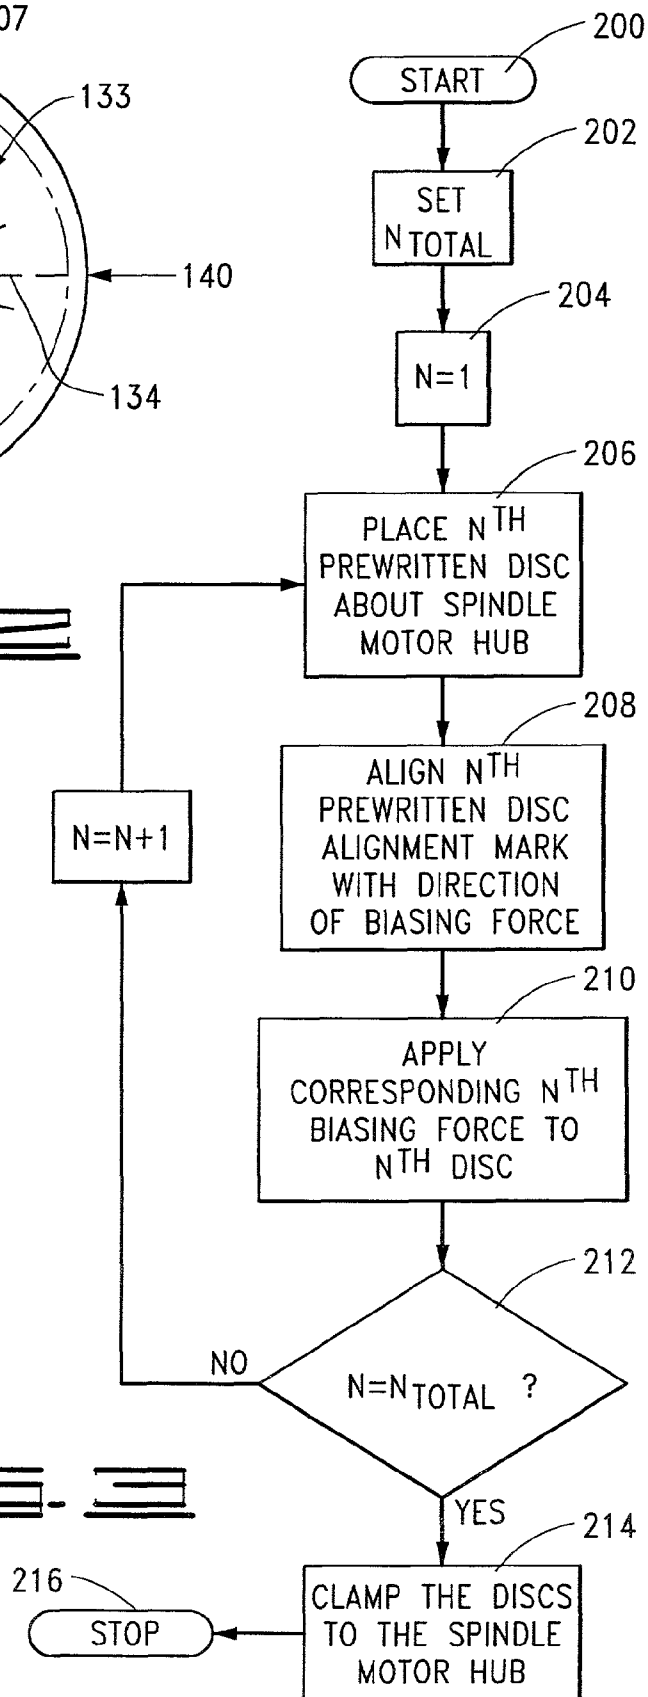 07
133
140
134
200
START
202
SET
N TOTAL
204
N=1
206
PLACE NTH
PREWRITTEN DISC
ABOUT SPINDLE
MOTOR HUB
208
ALIGN NTH
PREWRITTEN DISC
ALIGNMENT MARK
WITH DIRECTION
OF BIASING FORCE
N=N+1
210
APPLY
CORRESPONDING NTH
BIASING FORCE TO
NTH DISC
212
N=NTOTAL ?
NO
YES
214
CLAMP THE DISCS
TO THE SPINDLE
MOTOR HUB
216
STOP